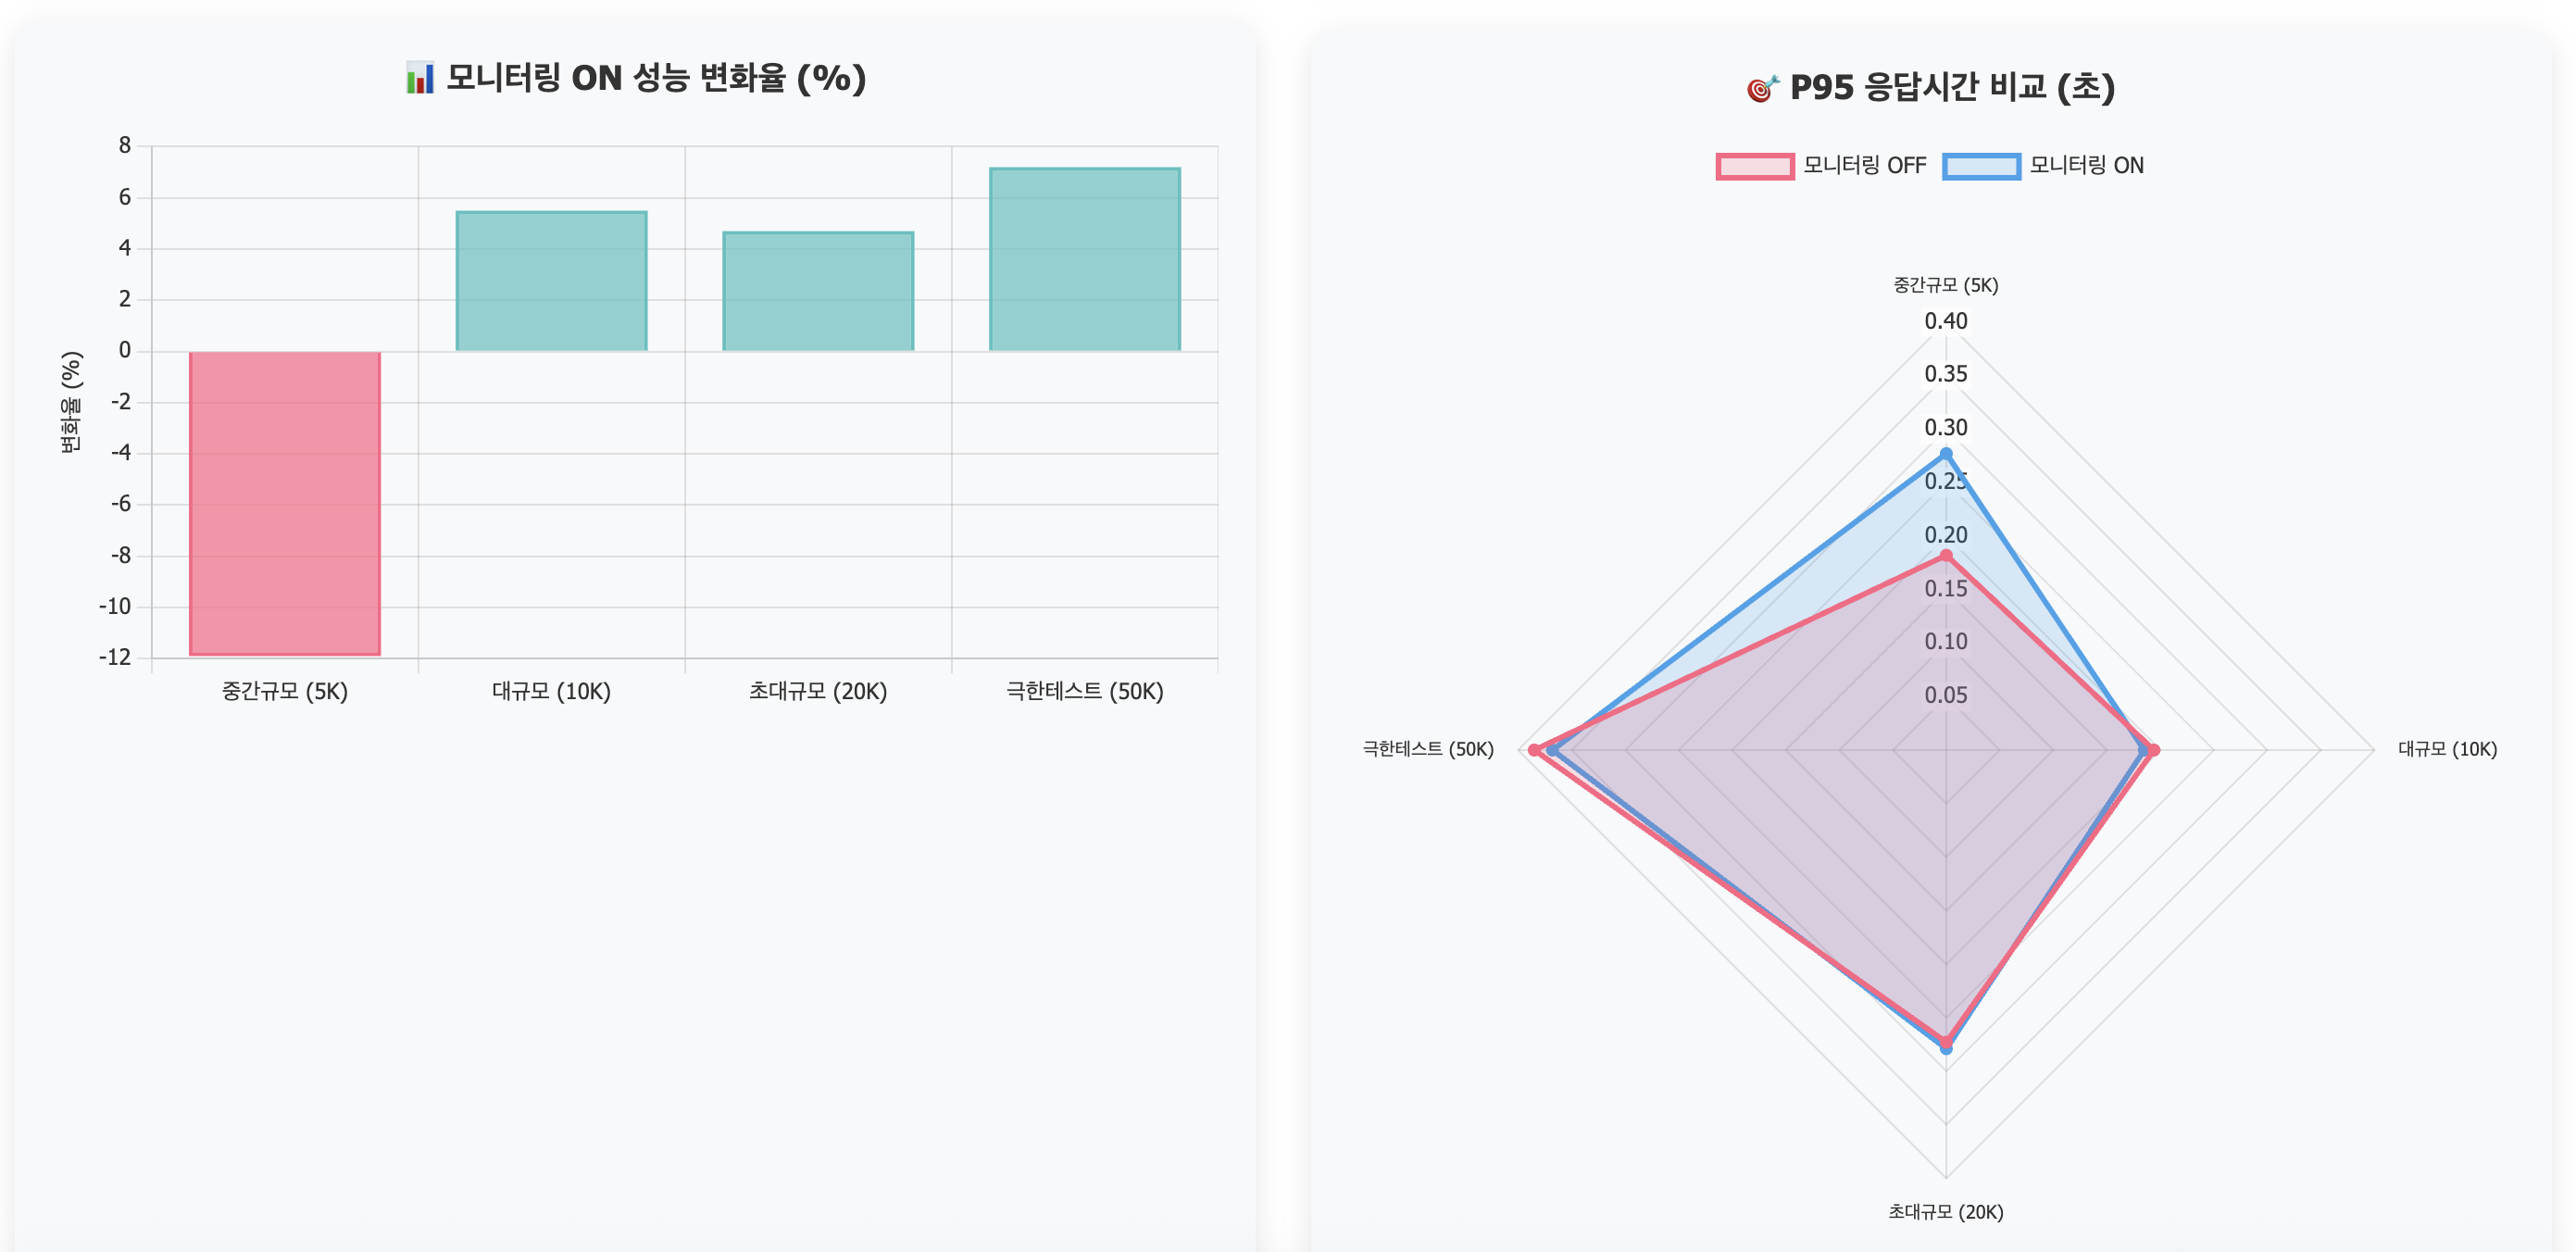 📊 모니터링 ON 성능 변화율 (%)
8
6
4
2
0
-2
-4
-6
-8
-10
-12
변화율 (%)
중간규모 (5K)
대규모 (10K)
초대규모 (20K)
극한테스트 (50K)
🎯 P95 응답시간 비교 (초)
모니터링 OFF
모니터링 ON
중간규모 (5K)
0.40
0.35
0.30
0.25
0.20
0.15
0.10
0.05
극한테스트 (50K)
대규모 (10K)
초대규모 (20K)